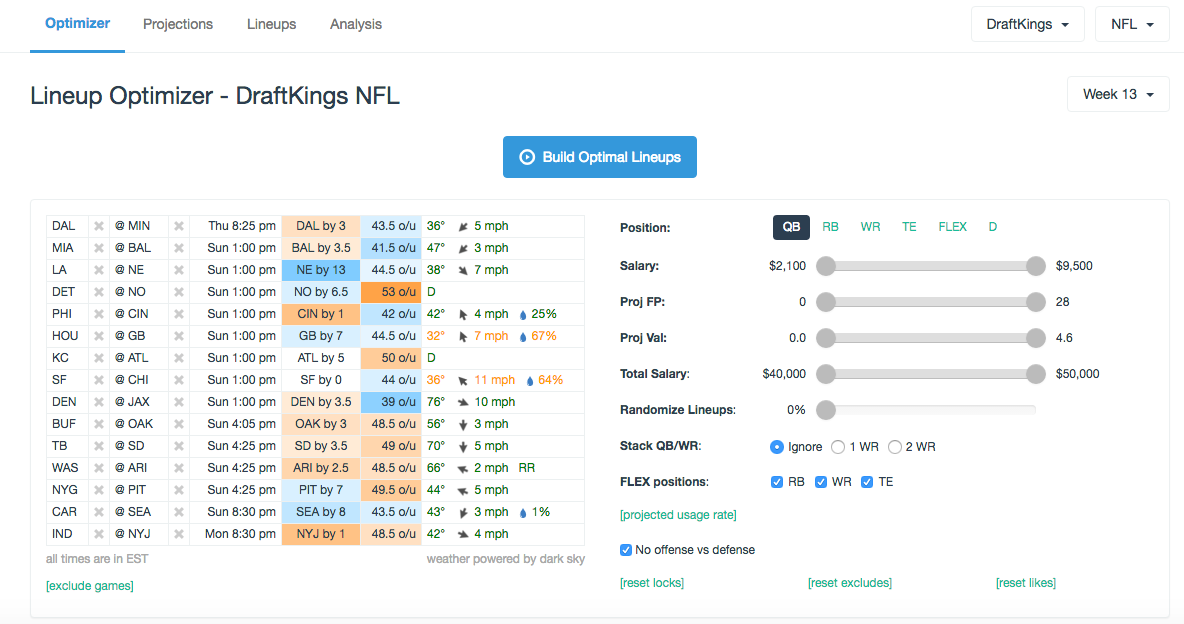 Optimizer Projections Lineups Analysis DraftKings NFL
Lineup Optimizer - DraftKings NFL Week 13
Build Optimal Lineups
DAL @ MIN Thu 8:25 pm DAL by 3 43.5 o/u 36° 5 mph
MIA @ BAL Sun 1:00 pm BAL by 3.5 41.5 o/u 47° 3 mph
LA @ NE Sun 1:00 pm NE by 13 44.5 o/u 38° 7 mph
DET @ NO Sun 1:00 pm NO by 6.5 53 o/u D
PHI @ CIN Sun 1:00 pm CIN by 1 42 o/u 42° 4 mph 25%
HOU @ GB Sun 1:00 pm GB by 7 44.5 o/u 32° 7 mph 67%
KC @ ATL Sun 1:00 pm ATL by 5 50 o/u D
SF @ CHI Sun 1:00 pm SF by 0 44 o/u 36° 11 mph 64%
DEN @ JAX Sun 1:00 pm DEN by 3.5 39 o/u 76° 10 mph
BUF @ OAK Sun 4:05 pm OAK by 3 48.5 o/u 56° 3 mph
TB @ SD Sun 4:25 pm SD by 3.5 49 o/u 70° 5 mph
WAS @ ARI Sun 4:25 pm ARI by 2.5 48.5 o/u 66° 2 mph RR
NYG @ PIT Sun 4:25 pm PIT by 7 49.5 o/u 44° 5 mph
CAR @ SEA Sun 8:30 pm SEA by 8 43.5 o/u 43° 3 mph 1%
IND @ NYJ Mon 8:30 pm NYJ by 1 48.5 o/u 42° 4 mph
all times are in EST weather powered by dark sky
[exclude games]
Position: QB RB WR TE FLEX D
Salary: $2,100 $9,500
Proj FP: 0 28
Proj Val: 0.0 4.6
Total Salary: $40,000 $50,000
Randomize Lineups: 0%
Stack QB/WR: Ignore 1 WR 2 WR
FLEX positions: RB WR TE
[projected usage rate]
No offense vs defense
[reset locks] [reset excludes] [reset likes]